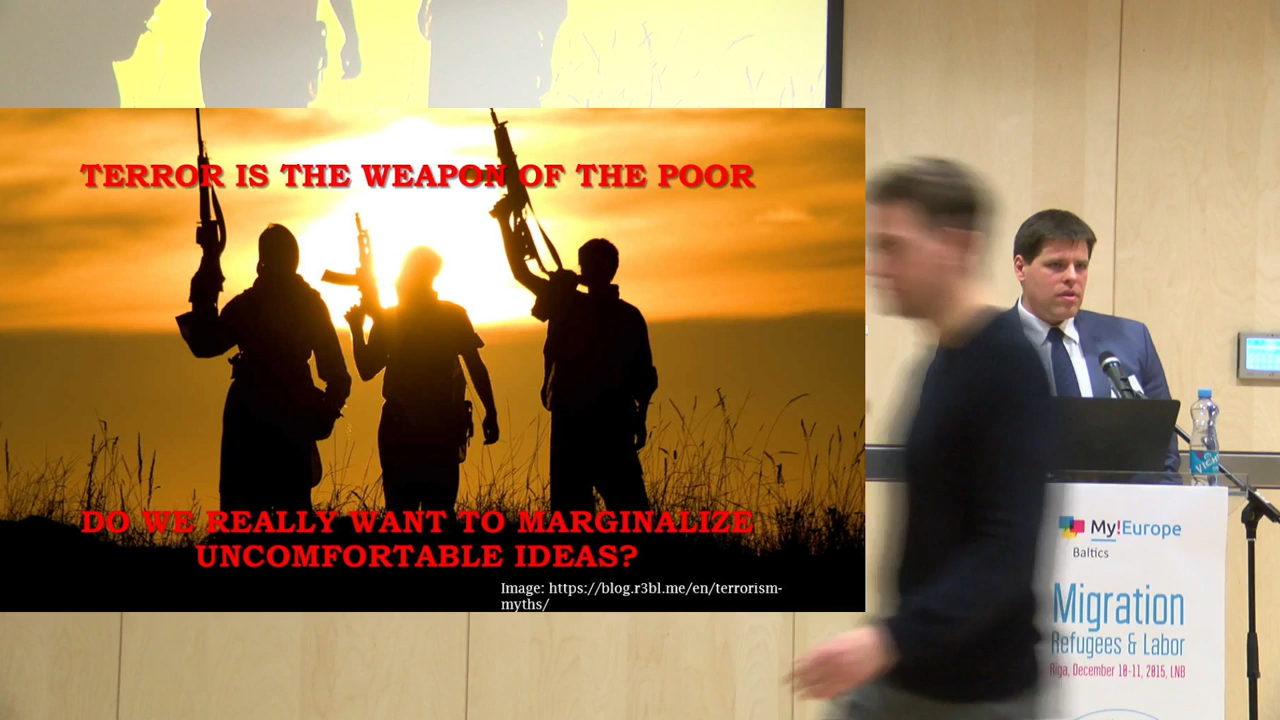 TERROR IS THE WEAPON OF THE POOR
DO WE REALLY WANT TO MARGINALIZE
UNCOMFORTABLE IDEAS?
Image: https://blog.r3bl.me/en/terrorism-
myths/
My!Europe
Baltics
Migration
Refugees & Labor
Riga, December 10-11, 2015, LNB